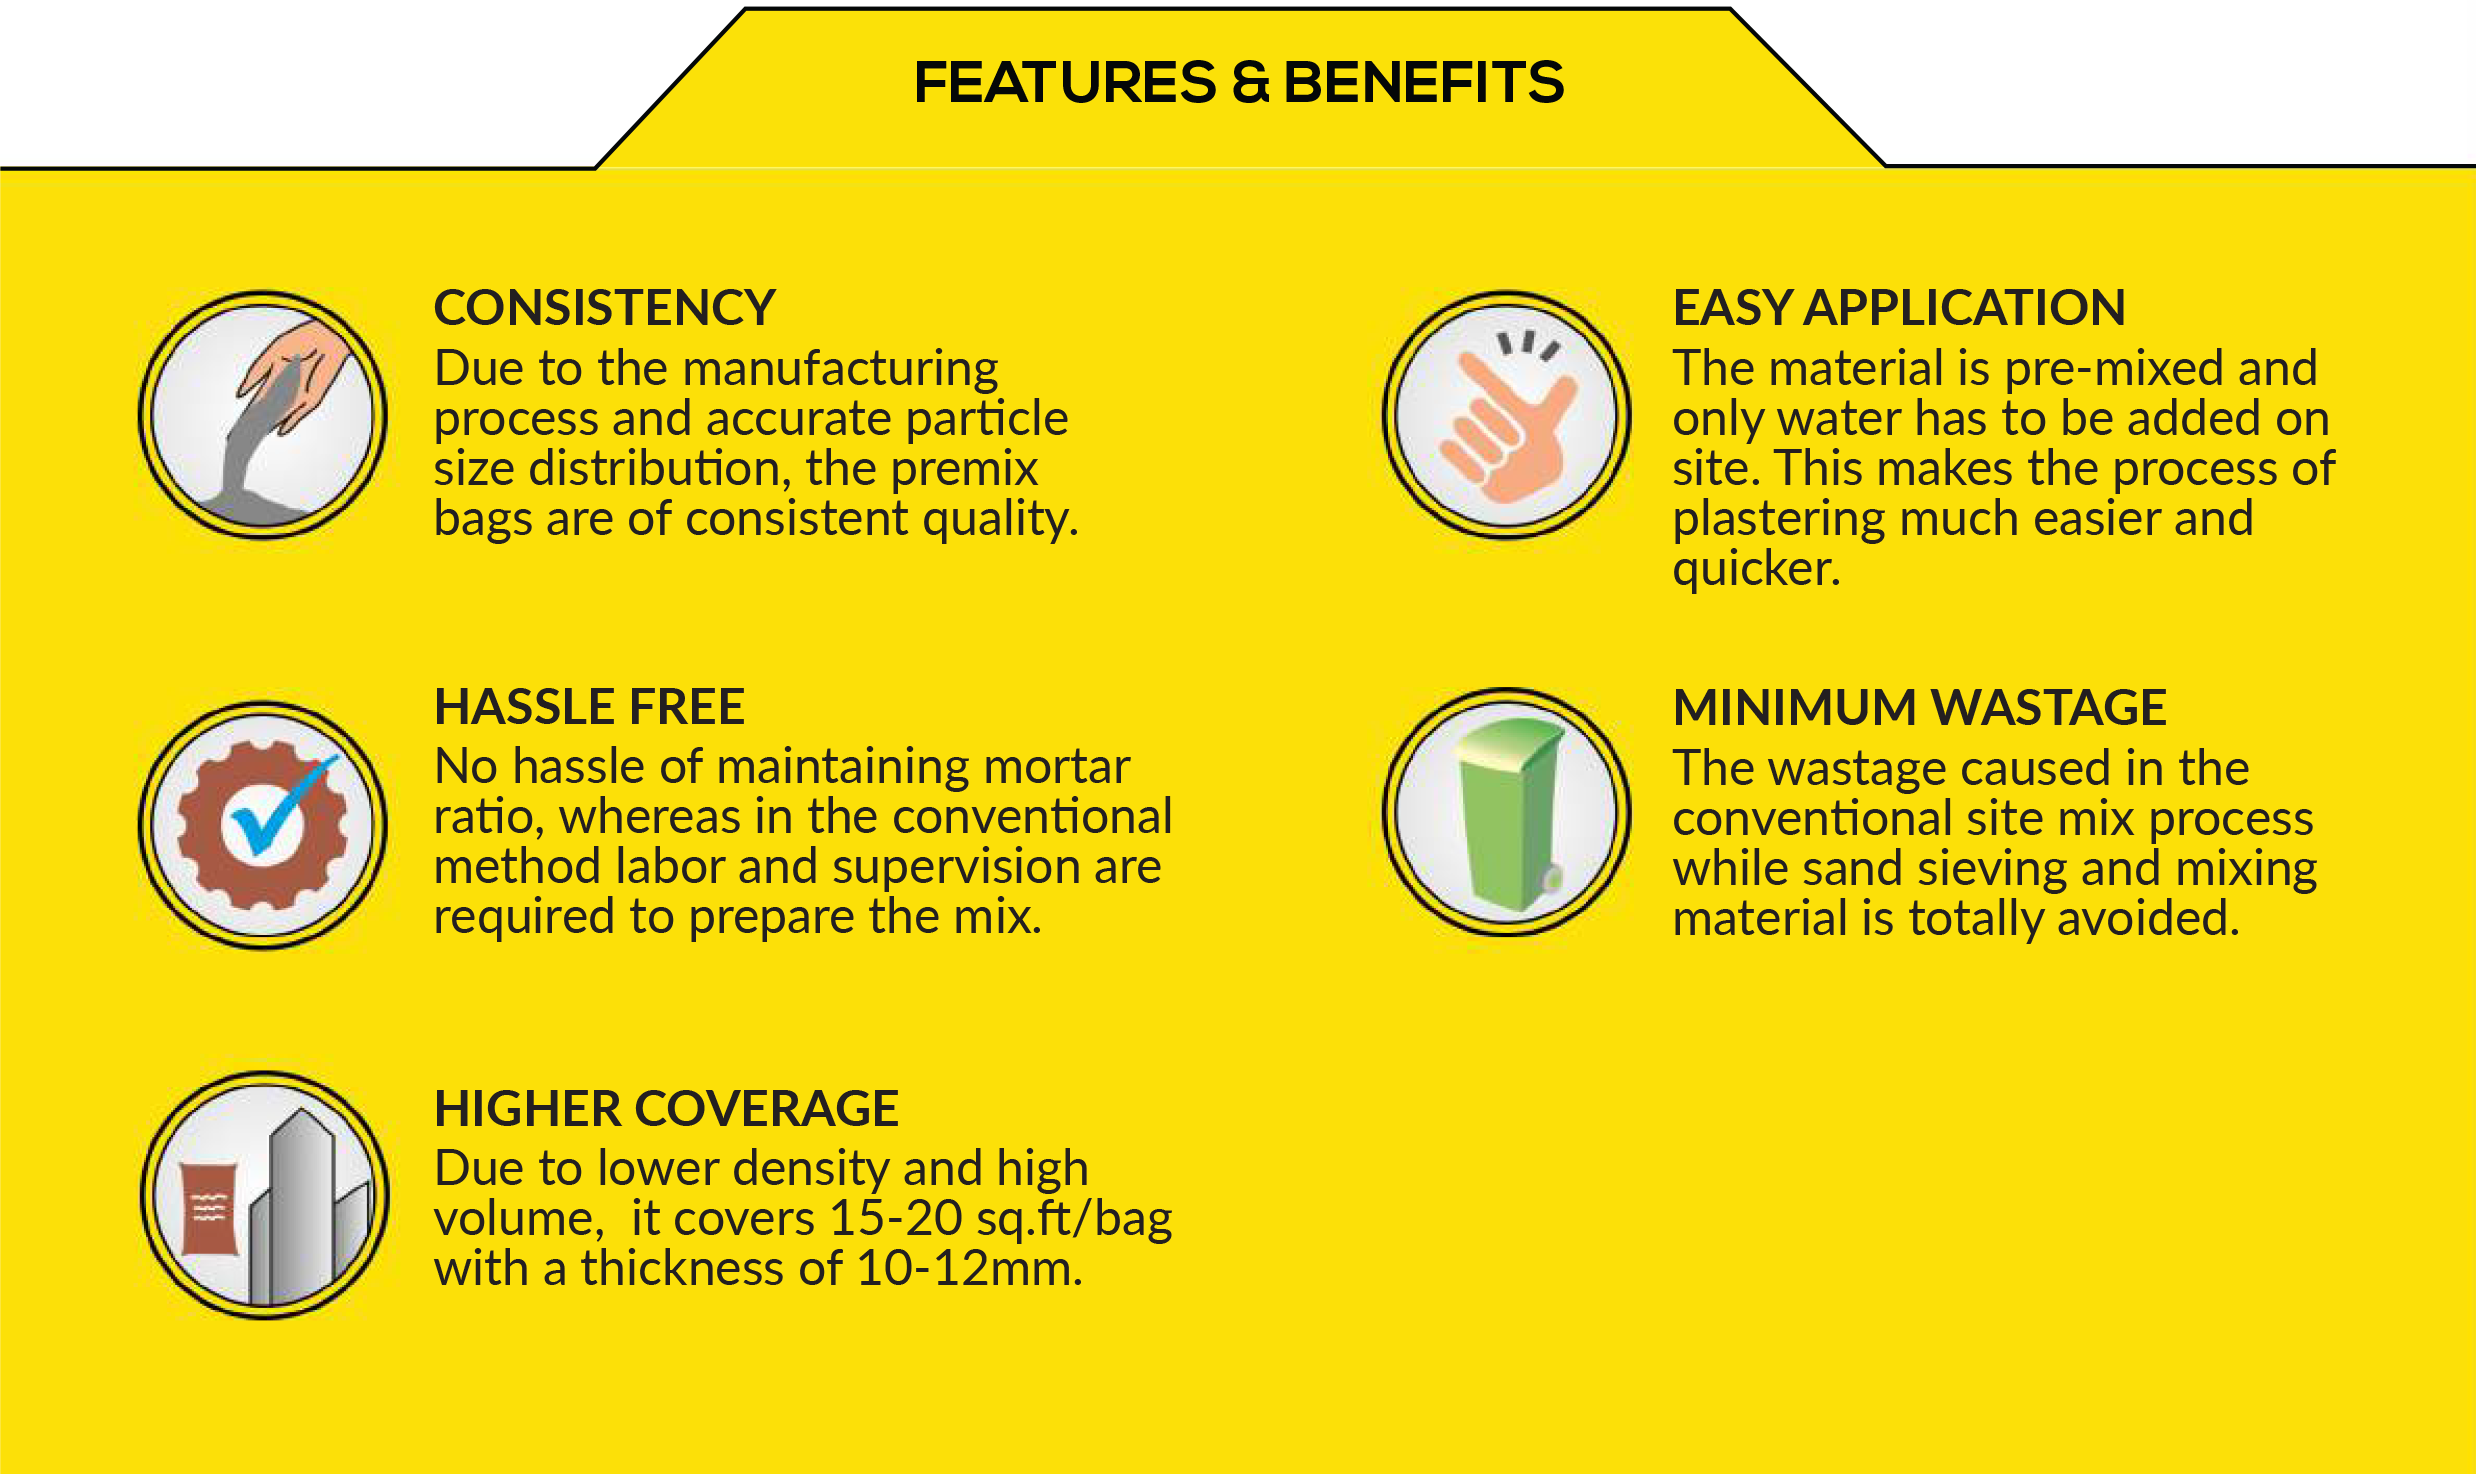 FEATURES & BENEFITS
CONSISTENCY
Due to the manufacturing
process and accurate particle
size distribution, the premix
bags are of consistent quality.
EASY APPLICATION
The material is pre-mixed and
only water has to be added on
site. This makes the process of
plastering much easier and
quicker.
HASSLE FREE
No hassle of maintaining mortar
ratio, whereas in the conventional
method labor and supervision are
required to prepare the mix.
MINIMUM WASTAGE
The wastage caused in the
conventional site mix process
while sand sieving and mixing
material is totally avoided.
HIGHER COVERAGE
Due to lower density and high
volume,  it covers 15-20 sq.ft/bag
with a thickness of 10-12mm.